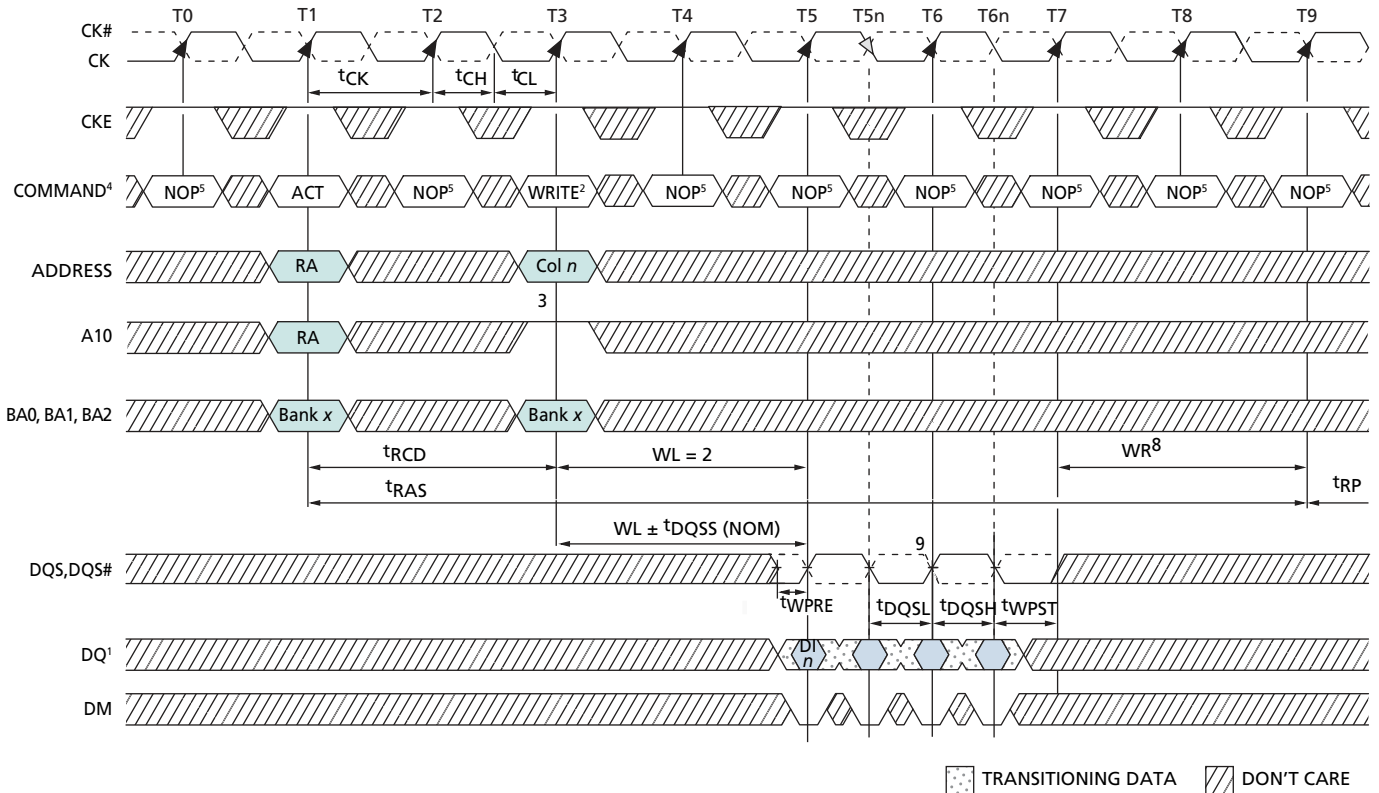 T0 T1 T2 T3 T4 T5 T5n T6 T6n T7 T8 T9
CK#
CK
tCK tCH tCL
CKE
COMMAND4 NOP5 ACT NOP5 WRITE2 NOP5 NOP5 NOP5 NOP5 NOP5 NOP5
ADDRESS RA Col n
3
A10 RA
BA0, BA1, BA2 Bank x Bank x
tRCD WL = 2 WR8
tRAS tRP
WL ± tDQSS (NOM)
9
DQS,DQS#
tWPRE tDQSL tDQSH tWPST
DQ1 DI
n
DM
TRANSITIONING DATA DON'T CARE